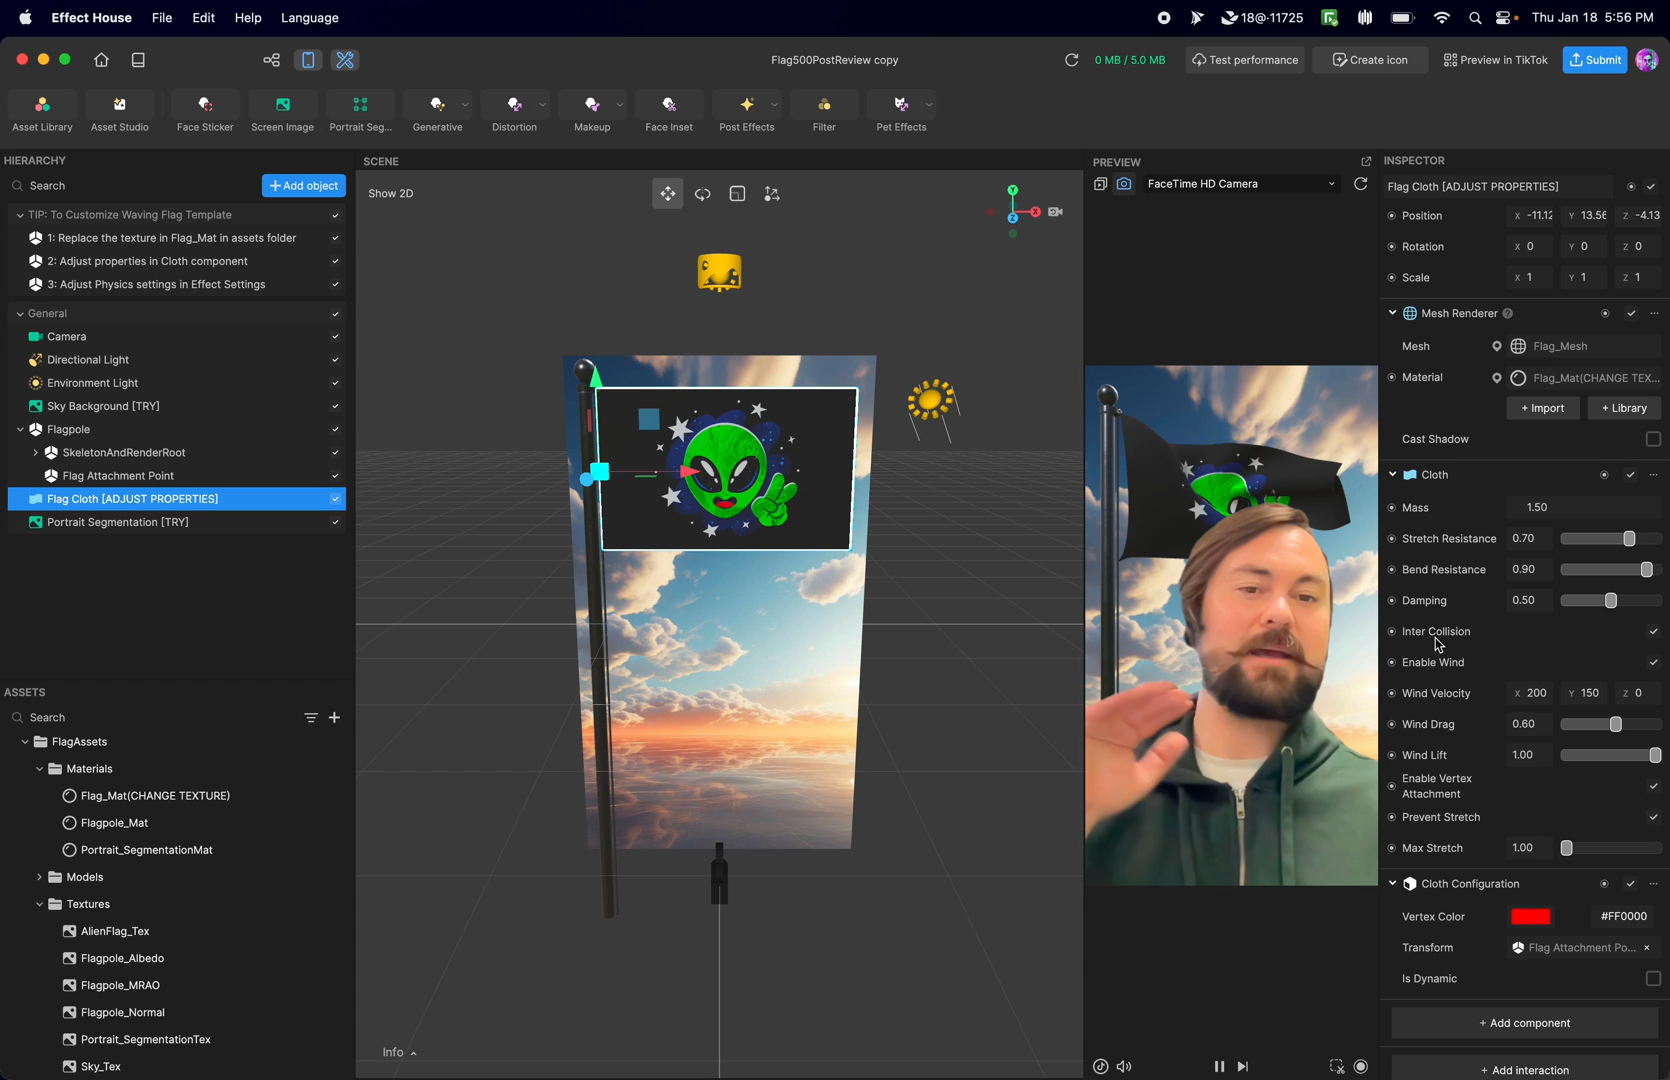 Effect House File Edit Help Language
18@-11725 Thu Jan 18 5:56 PM
Flag500PostReview copy 0 MB / 5.0 MB Test performance Create icon Preview in TikTok Submit
Asset Library Asset Studio Face Sticker Screen Image Portrait Seg... Generative Distortion Makeup Face Inset Post Effects Filter Pet Effects
HIERARCHY
Search + Add object
TIP: To Customize Waving Flag Template
1: Replace the texture in Flag_Mat in assets folder
2: Adjust properties in Cloth component
3: Adjust Physics settings in Effect Settings
General
Camera
Directional Light
Environment Light
Sky Background [TRY]
Flagpole
SkeletonAndRenderRoot
Flag Attachment Point
Flag Cloth [ADJUST PROPERTIES]
Portrait Segmentation [TRY]
ASSETS
Search
FlagAssets
Materials
Flag_Mat(CHANGE TEXTURE)
Flagpole_Mat
Portrait_SegmentationMat
Models
Textures
AlienFlag_Tex
Flagpole_Albedo
Flagpole_MRAO
Flagpole_Normal
Portrait_SegmentationTex
Sky_Tex
SCENE
Show 2D
Y
X
Z
Info
PREVIEW
FaceTime HD Camera
INSPECTOR
Flag Cloth [ADJUST PROPERTIES]
Position X -11.12 Y 13.56 Z -4.13
Rotation X 0 Y 0 Z 0
Scale X 1 Y 1 Z 1
Mesh Renderer ?
Mesh Flag_Mesh
Material Flag_Mat(CHANGE TEX...
+ Import + Library
Cast Shadow
Cloth
Mass 1.50
Stretch Resistance 0.70
Bend Resistance 0.90
Damping 0.50
Inter Collision
Enable Wind
Wind Velocity X 200 Y 150 Z 0
Wind Drag 0.60
Wind Lift 1.00
Enable Vertex
Attachment
Prevent Stretch
Max Stretch 1.00
Cloth Configuration
Vertex Color #FF0000
Transform Flag Attachment Po... ×
Is Dynamic
+ Add component
+ Add interaction